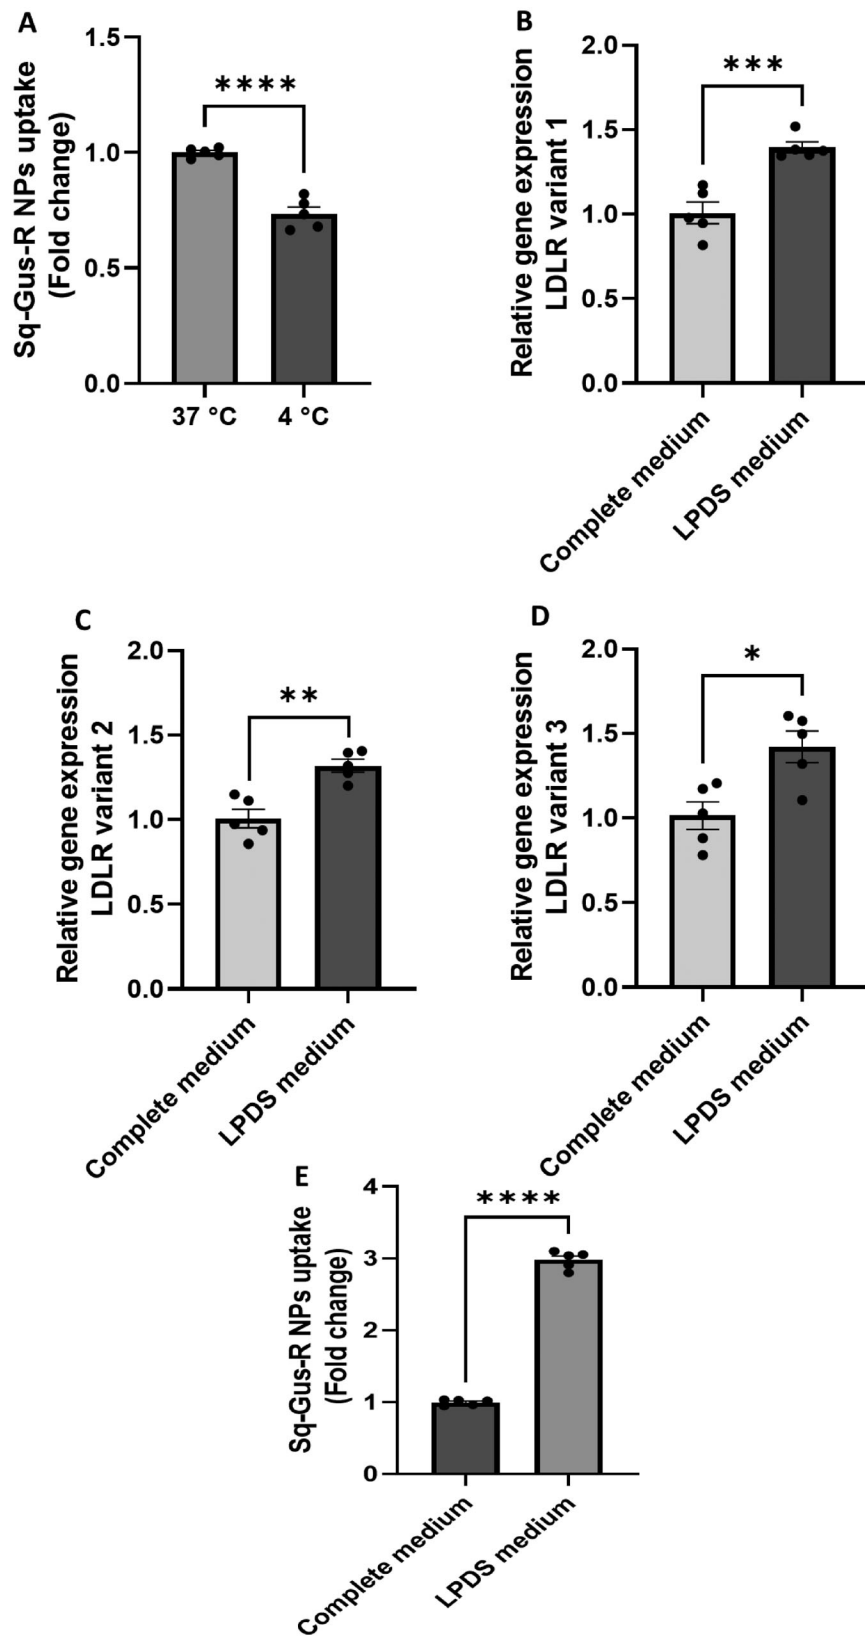 A
Sq-Gus-R NPs uptake
(Fold change)
1.5
1.0
0.5
0.0
****
37 °C
4 °C
B
Relative gene expression
LDLR variant 1
2.0
1.5
1.0
0.5
0.0
***
Complete medium
LPDS medium
C
Relative gene expression
LDLR variant 2
2.0
1.5
1.0
0.5
0.0
**
Complete medium
LPDS medium
D
Relative gene expression
LDLR variant 3
2.0
1.5
1.0
0.5
0.0
*
Complete medium
LPDS medium
E
Sq-Gus-R NPs uptake
(Fold change)
4
3
2
1
0
****
Complete medium
LPDS medium